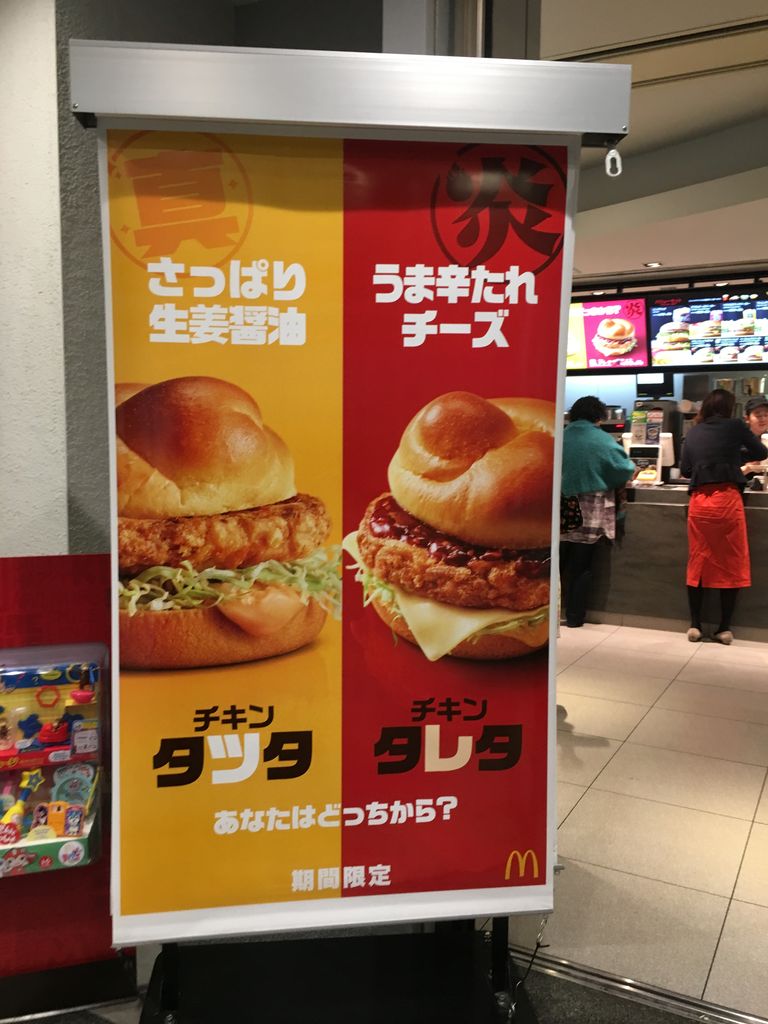 真
さっぱり
生姜醤油
チキン
タツタ
炎
うま辛たれ
チーズ
チキン
タレタ
あなたはどっちから？
期間限定
炎